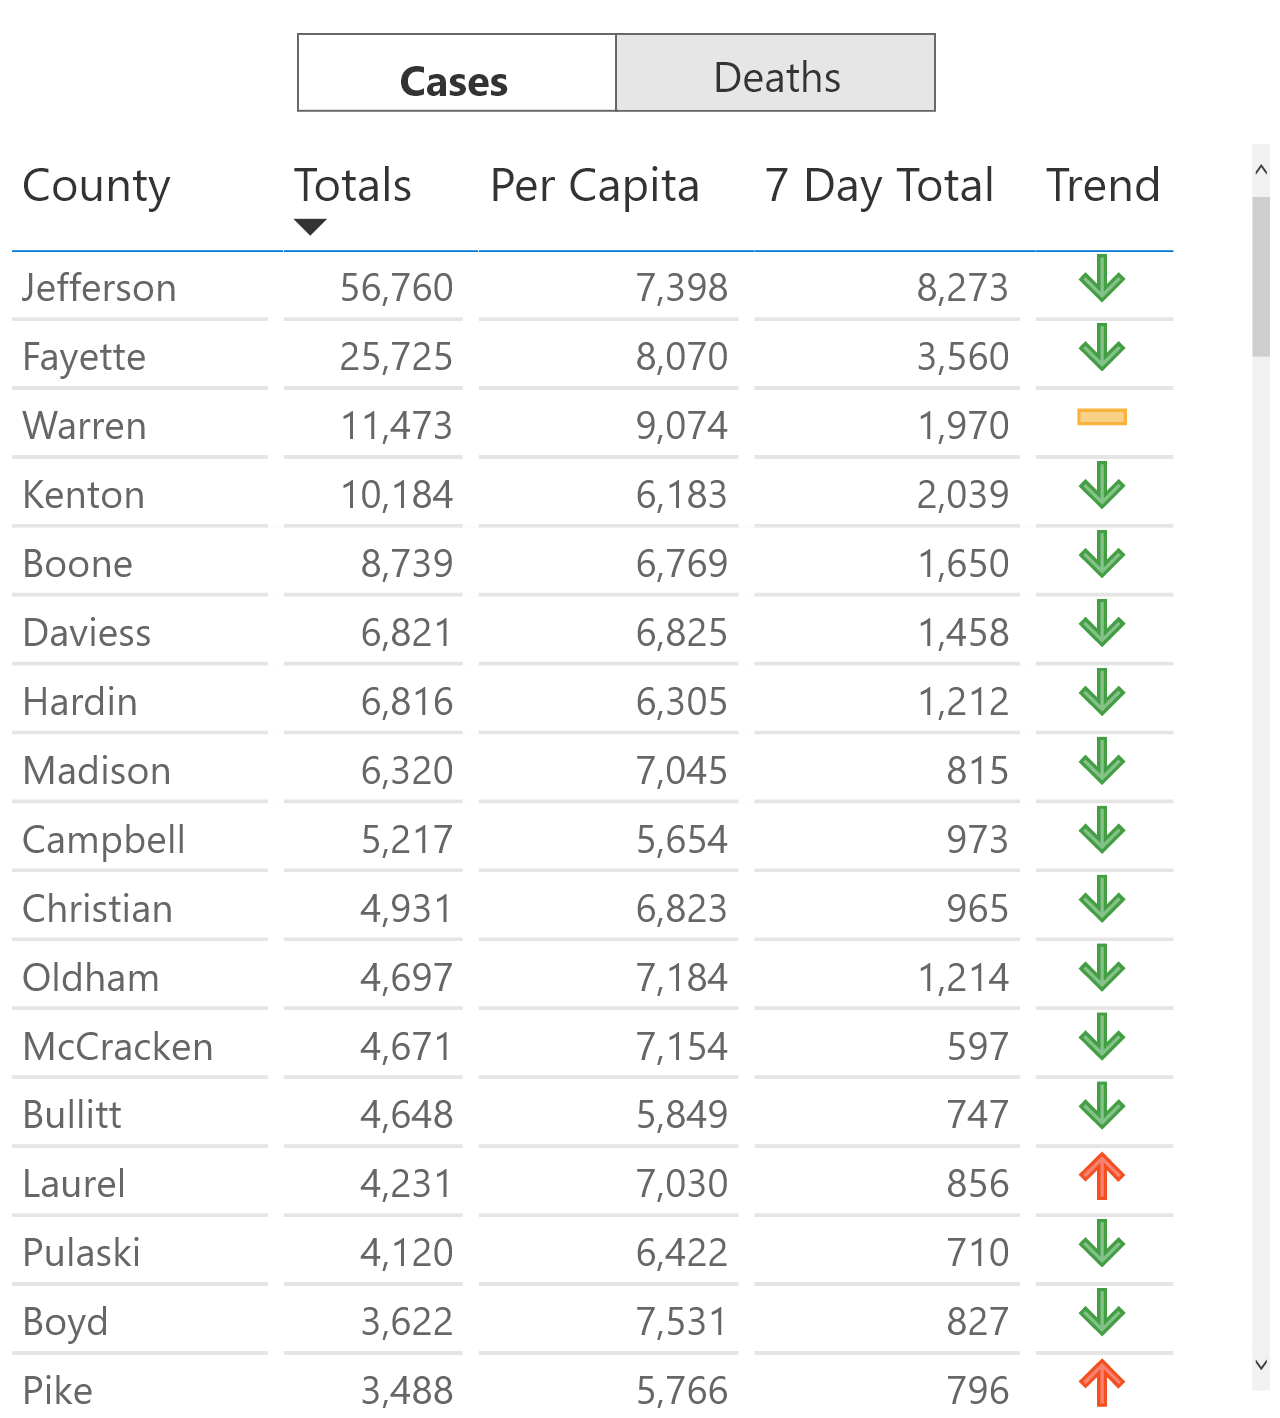 Cases Deaths
County Totals Per Capita 7 Day Total Trend
Jefferson 56,760 7,398 8,273
Fayette 25,725 8,070 3,560
Warren 11,473 9,074 1,970
Kenton 10,184 6,183 2,039
Boone 8,739 6,769 1,650
Daviess 6,821 6,825 1,458
Hardin 6,816 6,305 1,212
Madison 6,320 7,045 815
Campbell 5,217 5,654 973
Christian 4,931 6,823 965
Oldham 4,697 7,184 1,214
McCracken 4,671 7,154 597
Bullitt 4,648 5,849 747
Laurel 4,231 7,030 856
Pulaski 4,120 6,422 710
Boyd 3,622 7,531 827
Pike 3,488 5,766 796